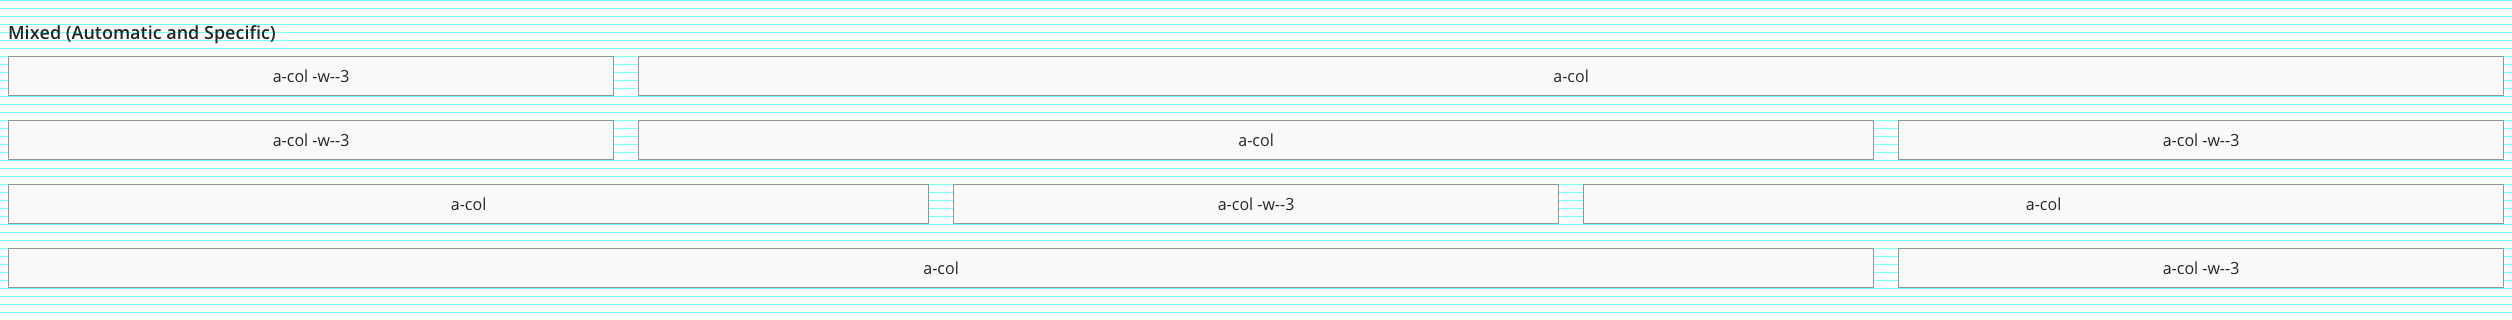 Mixed (Automatic and Specific)
a-col -w--3 a-col
a-col -w--3 a-col a-col -w--3
a-col a-col -w--3 a-col
a-col a-col -w--3